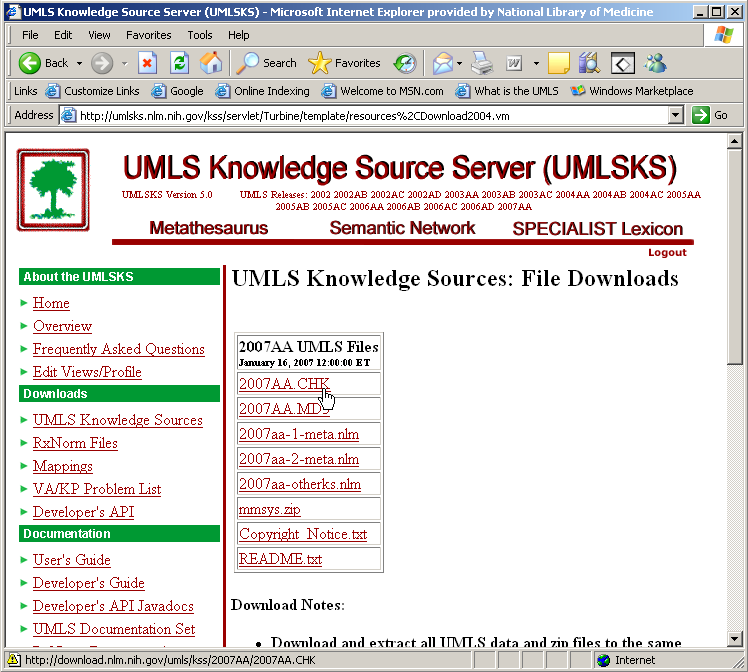 UMLS Knowledge Source Server (UMLSKS) - Microsoft Internet Explorer provided by National Library of Medicine
File Edit View Favorites Tools Help
Back Search Favorites
Links Customize Links Google Online Indexing Welcome to MSN.com What is the UMLS Windows Marketplace
Address http://umlsks.nlm.nih.gov/kss/servlet/Turbine/template/resources%2CDownload2004.vm Go
UMLS Knowledge Source Server (UMLSKS)
UMLSKS Version 5.0 UMLS Releases: 2002 2002AB 2002AC 2002AD 2003AA 2003AB 2003AC 2004AA 2004AB 2004AC 2005AA
2005AB 2005AC 2006AA 2006AB 2006AC 2006AD 2007AA
Metathesaurus Semantic Network SPECIALIST Lexicon
Logout
About the UMLSKS
Home
Overview
Frequently Asked Questions
Edit Views/Profile
Downloads
UMLS Knowledge Sources
RxNorm Files
Mappings
VA/KP Problem List
Developer's API
Documentation
User's Guide
Developer's Guide
Developer's API Javadocs
UMLS Documentation Set
UMLS Knowledge Sources: File Downloads
2007AA UMLS Files
January 16, 2007 12:00:00 ET
2007AA.CHK
2007AA.MD5
2007aa-1-meta.nlm
2007aa-2-meta.nlm
2007aa-otherks.nlm
mmsys.zip
Copyright_Notice.txt
README.txt
Download Notes:
• Download and extract all UMLS data and zip files to the same
http://download.nlm.nih.gov/umls/kss/2007AA/2007AA.CHK Internet